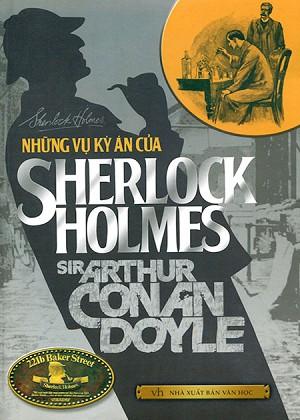 Sherlock Holmes
NHỮNG VỤ KỲ ÁN CỦA
SHERLOCK
HOLMES
SIR ARTHUR
CONAN
DOYLE
221b Baker Street
Sherlock Holmes
vh NHÀ XUẤT BẢN VĂN HỌC